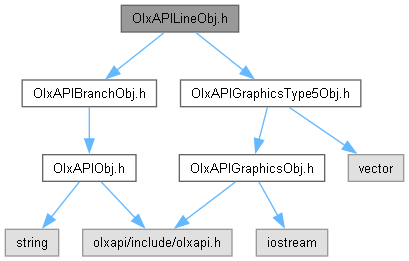 OlxAPILineObj.h
OlxAPIBranchObj.h
OlxAPIGraphicsType5Obj.h
OlxAPIObj.h
OlxAPIGraphicsObj.h
vector
string
olxapi/include/olxapi.h
iostream